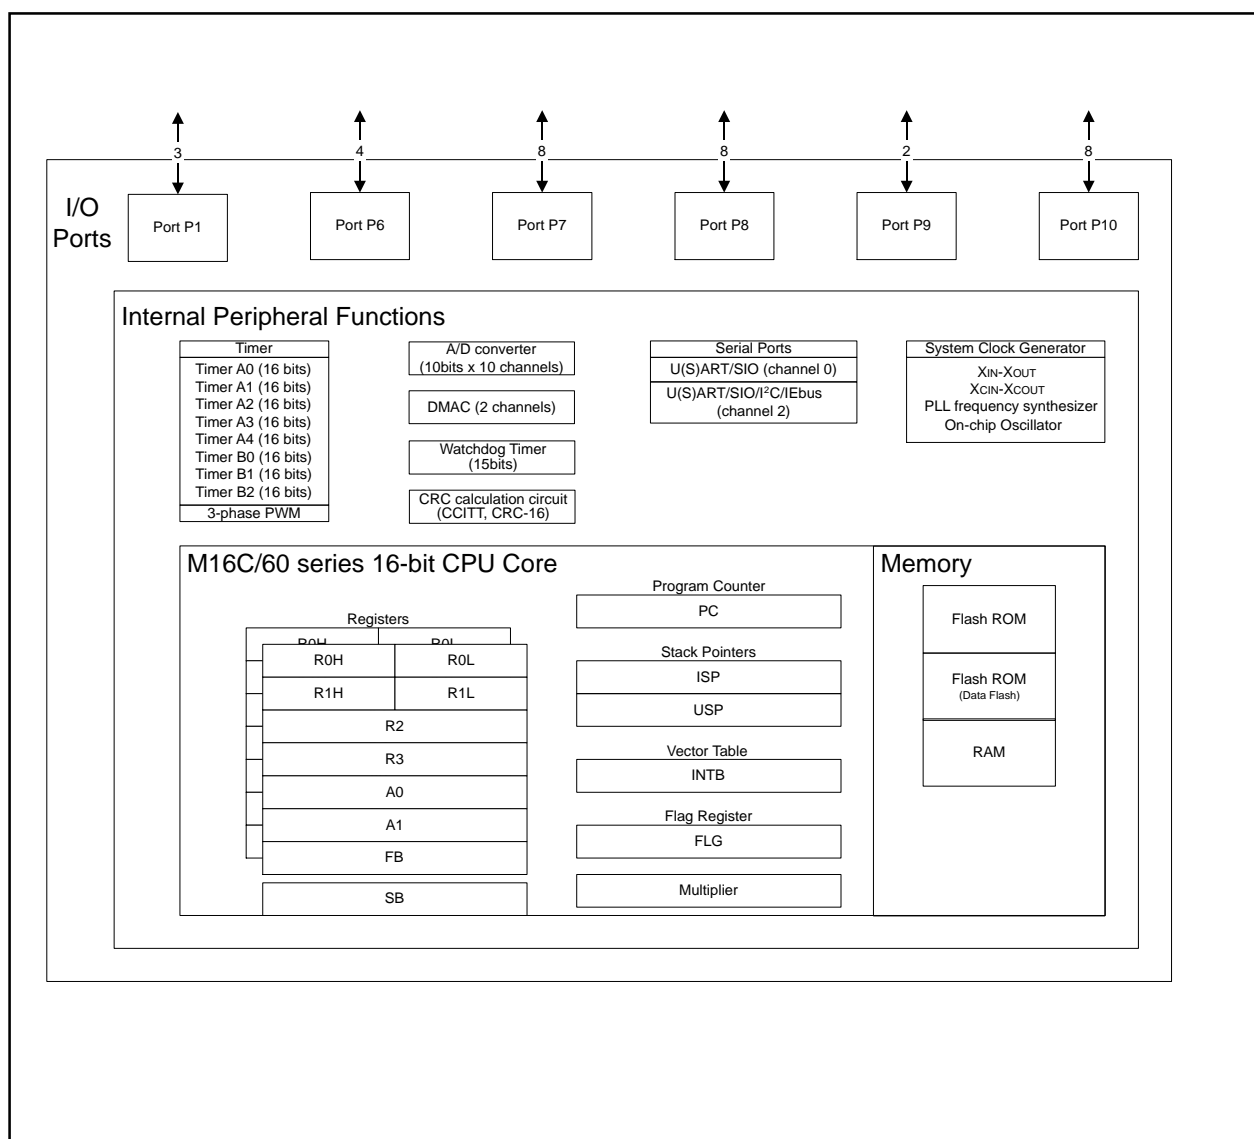 3
4
8
8
2
8
I/O
Ports
Port P1
Port P6
Port P7
Port P8
Port P9
Port P10
Internal Peripheral Functions
Timer
Timer A0 (16 bits)
Timer A1 (16 bits)
Timer A2 (16 bits)
Timer A3 (16 bits)
Timer A4 (16 bits)
Timer B0 (16 bits)
Timer B1 (16 bits)
Timer B2 (16 bits)
3-phase PWM
A/D converter
(10bits x 10 channels)
DMAC (2 channels)
Watchdog Timer
(15bits)
CRC calculation circuit
(CCITT, CRC-16)
Serial Ports
U(S)ART/SIO (channel 0)
U(S)ART/SIO/I²C/IEbus
(channel 2)
System Clock Generator
XIN-XOUT
XCIN-XCOUT
PLL frequency synthesizer
On-chip Oscillator
M16C/60 series 16-bit CPU Core
Registers
R0H R0L
R0H R0L
R1H R1L
R2
R3
A0
A1
FB
SB
Program Counter
PC
Stack Pointers
ISP
USP
Vector Table
INTB
Flag Register
FLG
Multiplier
Memory
Flash ROM
Flash ROM
(Data Flash)
RAM